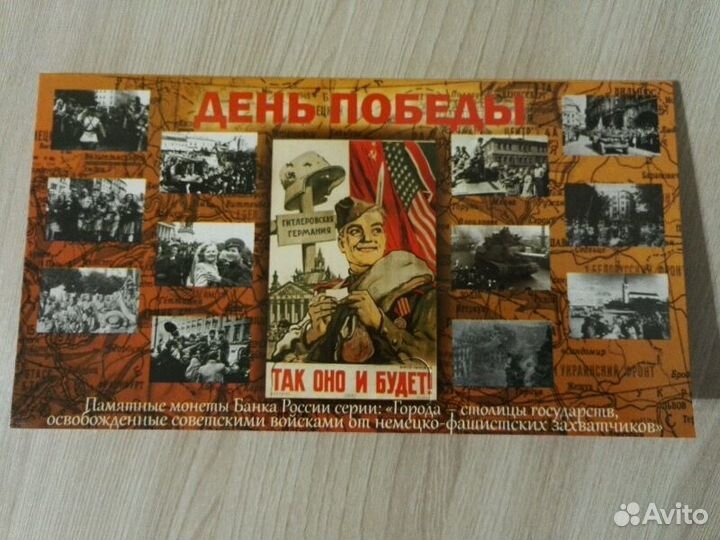 ДЕНЬ ПОБЕДЫ
ГИТЛЕРОВСКАЯ
ГЕРМАНИЯ
ТАК ОНО И БУДЕТ!
Памятные монеты Банка России серии: «Города – столицы государств,
освобожденные советскими войсками от немецко-фашистских захватчиков»
Avito